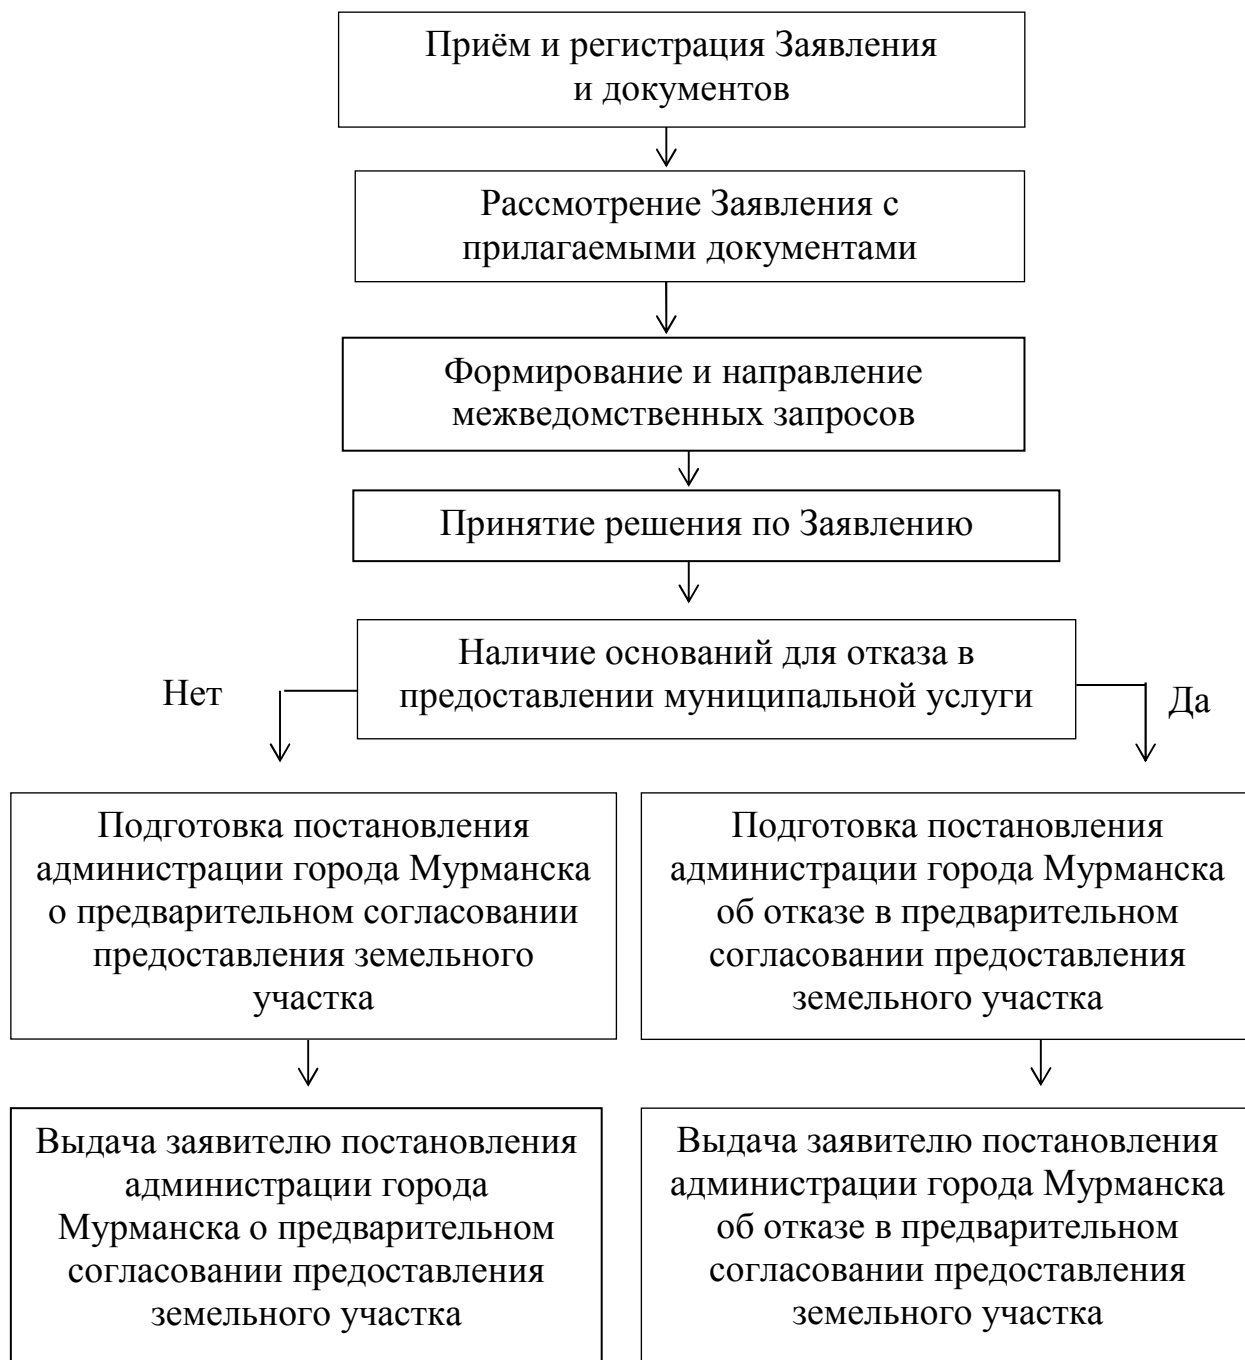 Приём и регистрация Заявления
и документов
Рассмотрение Заявления с
прилагаемыми документами
Формирование и направление
межведомственных запросов
Принятие решения по Заявлению
Наличие оснований для отказа в
предоставлении муниципальной услуги
Нет
Да
Подготовка постановления
администрации города Мурманска
о предварительном согласовании
предоставления земельного
участка
Подготовка постановления
администрации города Мурманска
об отказе в предварительном
согласовании предоставления
земельного участка
Выдача заявителю постановления
администрации города
Мурманска о предварительном
согласовании предоставления
земельного участка
Выдача заявителю постановления
администрации города Мурманска
об отказе в предварительном
согласовании предоставления
земельного участка